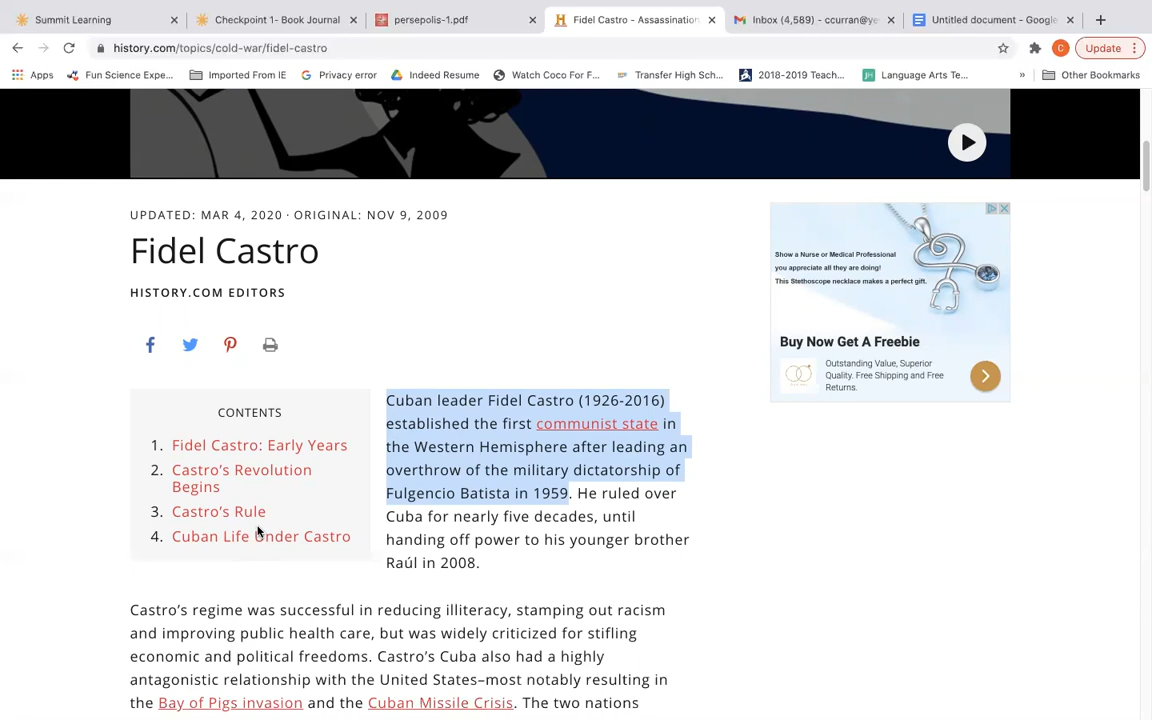 Summit Learning
Checkpoint 1- Book Journal
persepolis-1.pdf
Fidel Castro - Assassination
Inbox (4,589) - ccurran@ye
Untitled document - Google
history.com/topics/cold-war/fidel-castro
C
Update
Apps
Fun Science Expe...
Imported From IE
Privacy error
Indeed Resume
Watch Coco For F...
Transfer High Sch...
2018-2019 Teach...
Language Arts Te...
»
Other Bookmarks
UPDATED: MAR 4, 2020 · ORIGINAL: NOV 9, 2009
Fidel Castro
HISTORY.COM EDITORS
CONTENTS
1. Fidel Castro: Early Years
2. Castro's Revolution
Begins
3. Castro's Rule
4. Cuban Life Under Castro
Cuban leader Fidel Castro (1926-2016)
established the first communist state in
the Western Hemisphere after leading an
overthrow of the military dictatorship of
Fulgencio Batista in 1959. He ruled over
Cuba for nearly five decades, until
handing off power to his younger brother
Raúl in 2008.
Castro's regime was successful in reducing illiteracy, stamping out racism
and improving public health care, but was widely criticized for stifling
economic and political freedoms. Castro's Cuba also had a highly
antagonistic relationship with the United States–most notably resulting in
the Bay of Pigs invasion and the Cuban Missile Crisis. The two nations
Show a Nurse or Medical Professional
you appreciate all they are doing!
This Stethoscope necklace makes a perfect gift.
Buy Now Get A Freebie
Outstanding Value, Superior
Quality. Free Shipping and Free
Returns.